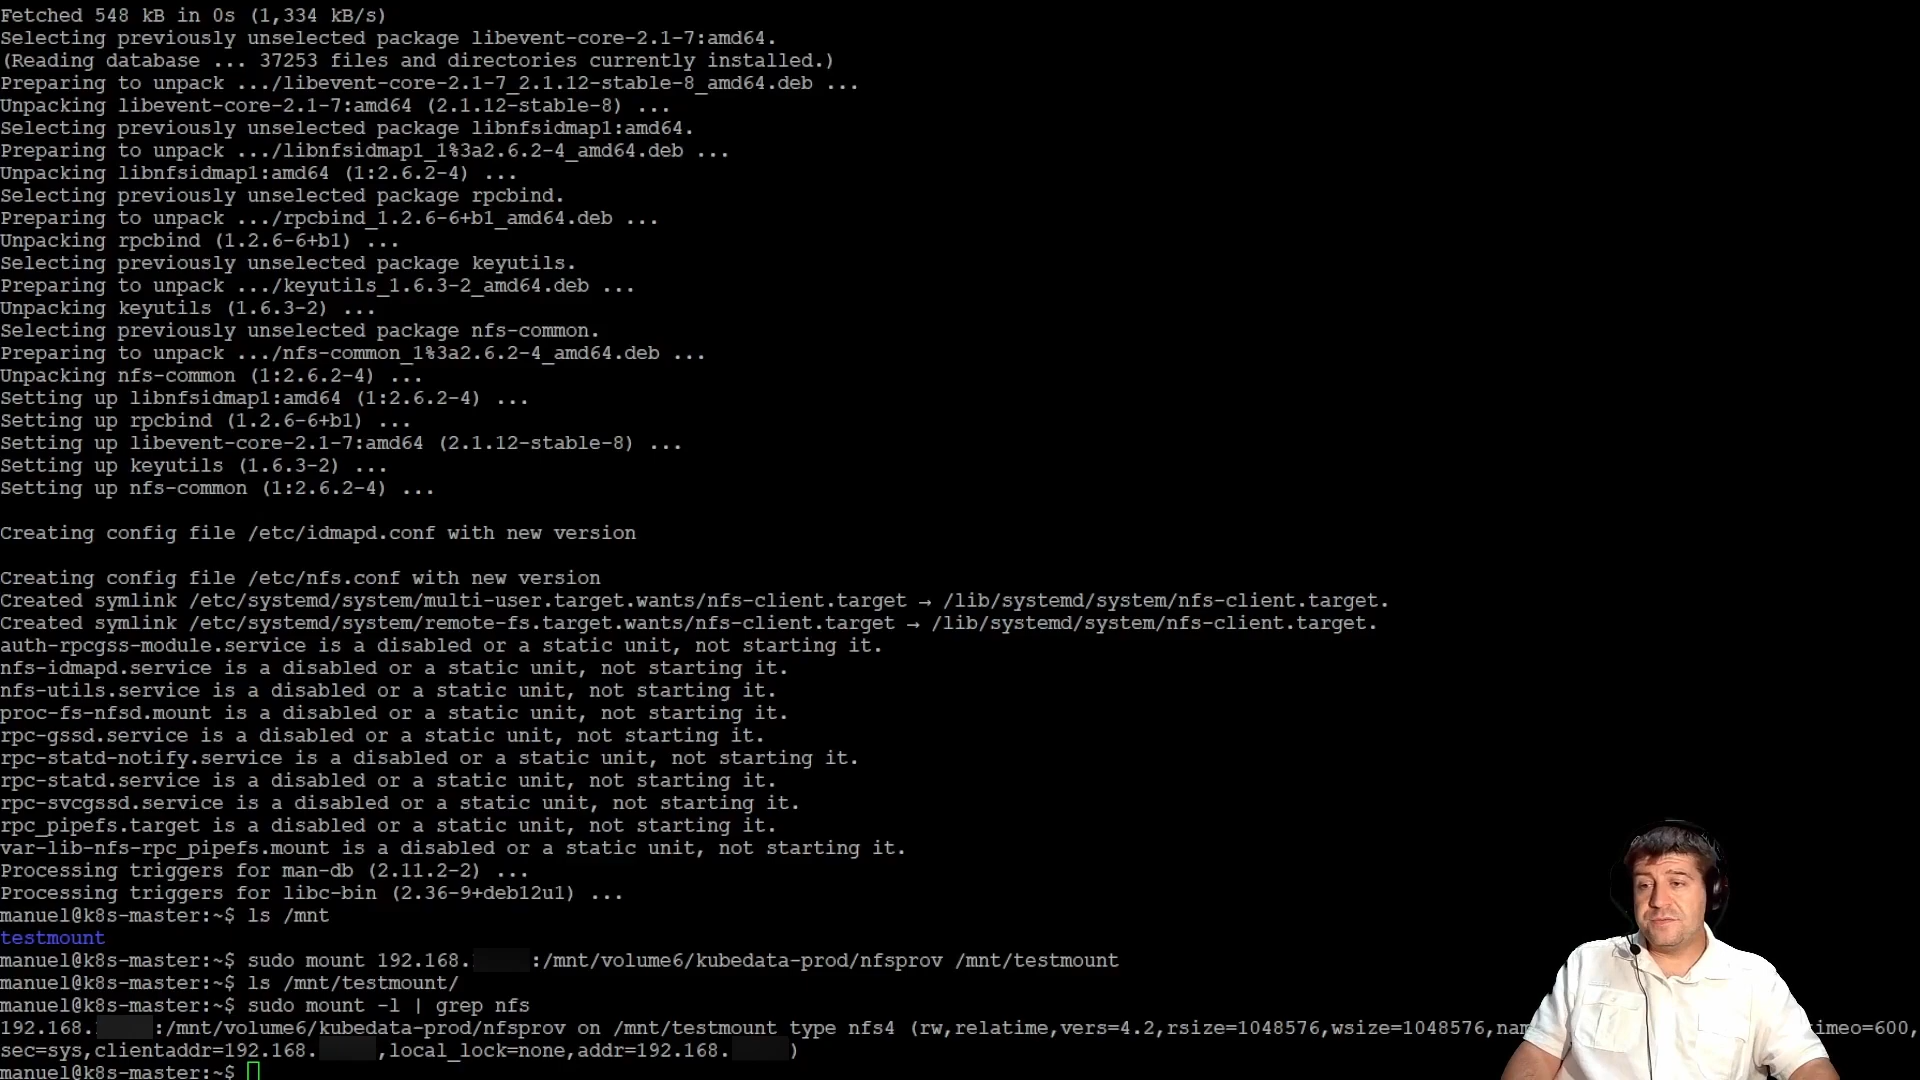 Fetched 548 kB in 0s (1,334 kB/s)
Selecting previously unselected package libevent-core-2.1-7:amd64.
(Reading database ... 37253 files and directories currently installed.)
Preparing to unpack .../libevent-core-2.1-7_2.1.12-stable-8_amd64.deb ...
Unpacking libevent-core-2.1-7:amd64 (2.1.12-stable-8) ...
Selecting previously unselected package libnfsidmap1:amd64.
Preparing to unpack .../libnfsidmap1_1%3a2.6.2-4_amd64.deb ...
Unpacking libnfsidmap1:amd64 (1:2.6.2-4) ...
Selecting previously unselected package rpcbind.
Preparing to unpack .../rpcbind_1.2.6-6+b1_amd64.deb ...
Unpacking rpcbind (1.2.6-6+b1) ...
Selecting previously unselected package keyutils.
Preparing to unpack .../keyutils_1.6.3-2_amd64.deb ...
Unpacking keyutils (1.6.3-2) ...
Selecting previously unselected package nfs-common.
Preparing to unpack .../nfs-common_1%3a2.6.2-4_amd64.deb ...
Unpacking nfs-common (1:2.6.2-4) ...
Setting up libnfsidmap1:amd64 (1:2.6.2-4) ...
Setting up rpcbind (1.2.6-6+b1) ...
Setting up libevent-core-2.1-7:amd64 (2.1.12-stable-8) ...
Setting up keyutils (1.6.3-2) ...
Setting up nfs-common (1:2.6.2-4) ...
Creating config file /etc/idmapd.conf with new version
Creating config file /etc/nfs.conf with new version
Created symlink /etc/systemd/system/multi-user.target.wants/nfs-client.target → /lib/systemd/system/nfs-client.target.
Created symlink /etc/systemd/system/remote-fs.target.wants/nfs-client.target → /lib/systemd/system/nfs-client.target.
auth-rpcgss-module.service is a disabled or a static unit, not starting it.
nfs-idmapd.service is a disabled or a static unit, not starting it.
nfs-utils.service is a disabled or a static unit, not starting it.
proc-fs-nfsd.mount is a disabled or a static unit, not starting it.
rpc-gssd.service is a disabled or a static unit, not starting it.
rpc-statd-notify.service is a disabled or a static unit, not starting it.
rpc-statd.service is a disabled or a static unit, not starting it.
rpc-svcgssd.service is a disabled or a static unit, not starting it.
rpc_pipefs.target is a disabled or a static unit, not starting it.
var-lib-nfs-rpc_pipefs.mount is a disabled or a static unit, not starting it.
Processing triggers for man-db (2.11.2-2) ...
Processing triggers for libc-bin (2.36-9+deb12u1) ...
manuel@k8s-master:~$ ls /mnt
testmount
manuel@k8s-master:~$ sudo mount 192.168. :/mnt/volume6/kubedata-prod/nfsprov /mnt/testmount
manuel@k8s-master:~$ ls /mnt/testmount/
manuel@k8s-master:~$ sudo mount -l | grep nfs
192.168. :/mnt/volume6/kubedata-prod/nfsprov on /mnt/testmount type nfs4 (rw,relatime,vers=4.2,rsize=1048576,wsize=1048576, imeo=600,
sec=sys,clientaddr=192.168. ,local_lock=none,addr=192.168. )
manuel@k8s-master:~$